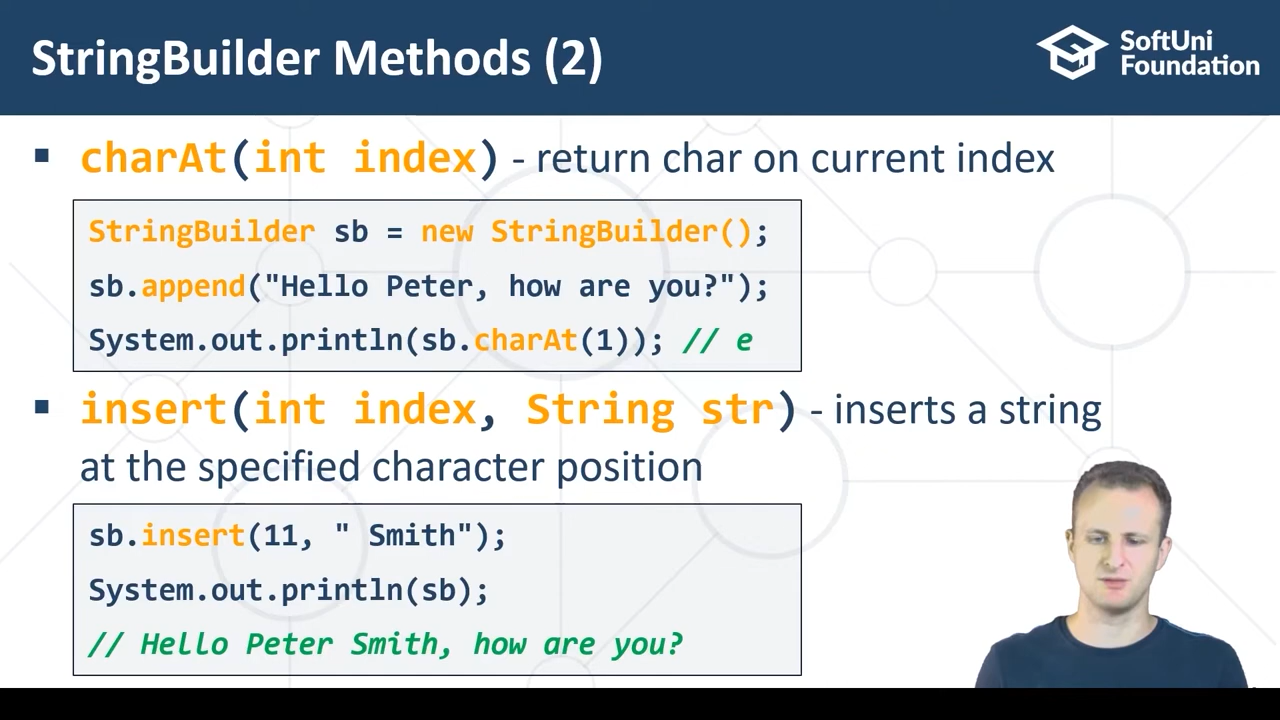 StringBuilder Methods (2)
SoftUni
Foundation
▪ charAt(int index) - return char on current index
StringBuilder sb = new StringBuilder();
sb.append("Hello Peter, how are you?");
System.out.println(sb.charAt(1)); // e
▪ insert(int index, String str) - inserts a string
at the specified character position
sb.insert(11, " Smith");
System.out.println(sb);
// Hello Peter Smith, how are you?